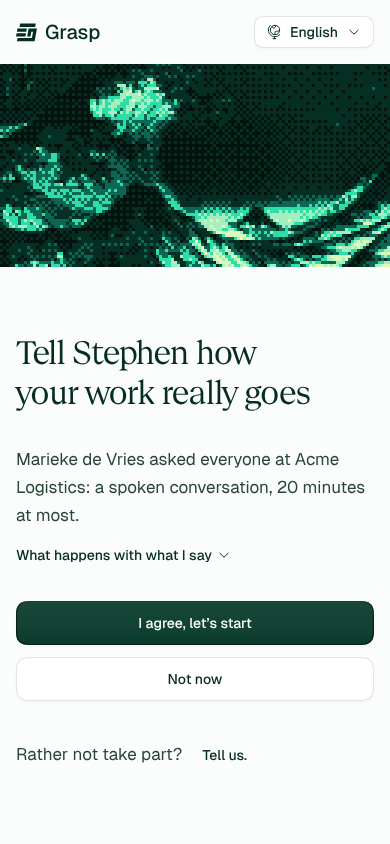 Grasp
English
Tell Stephen how
your work really goes
Marieke de Vries asked everyone at Acme
Logistics: a spoken conversation, 20 minutes
at most.
What happens with what I say
I agree, let’s start
Not now
Rather not take part? Tell us.